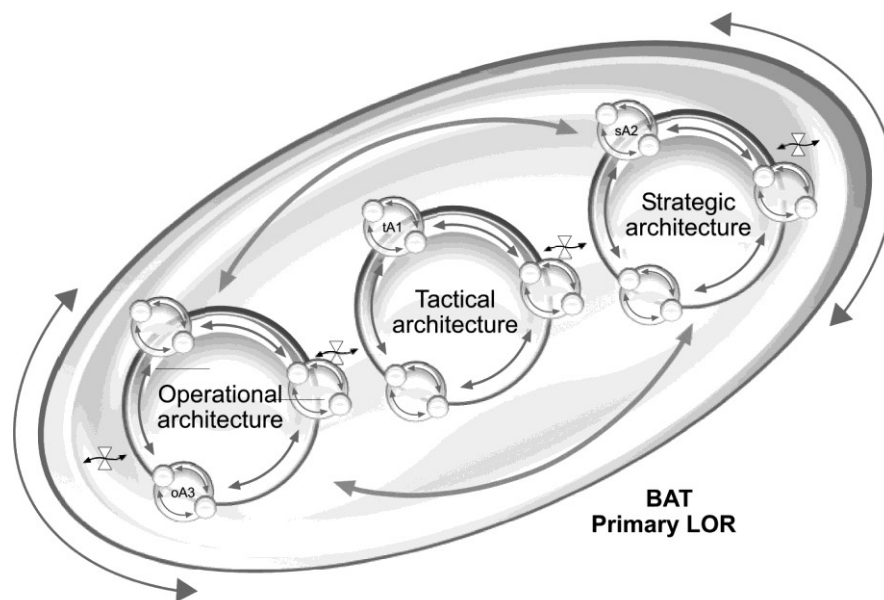 sA2
Strategic
architecture
tA1
Tactical
architecture
Operational
architecture
oA3
BAT
Primary LOR